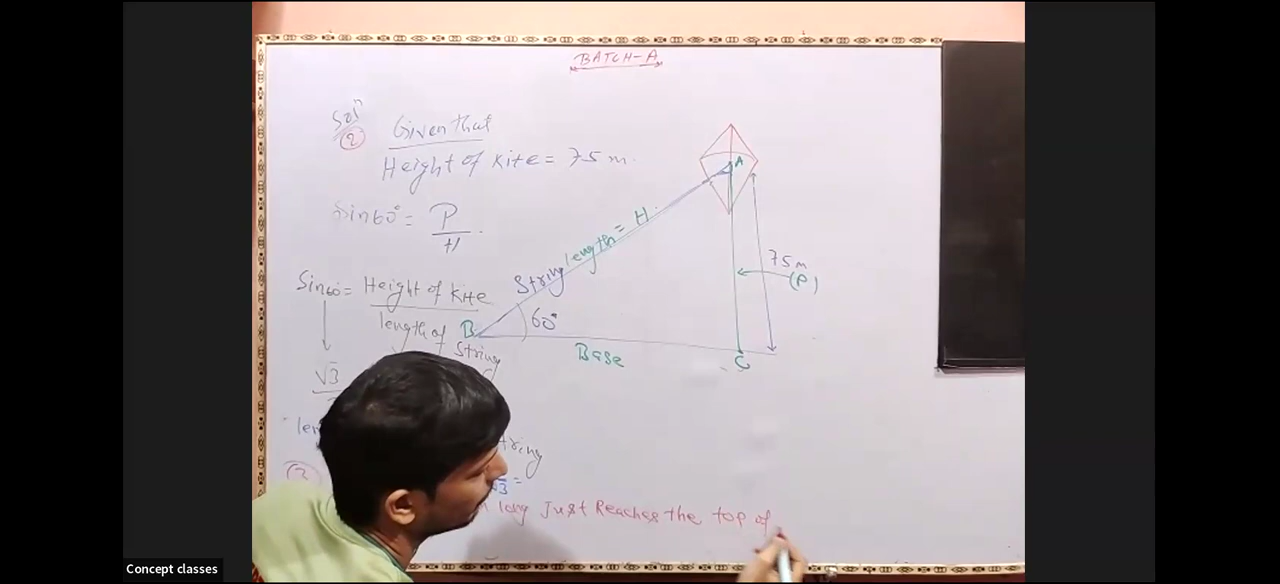 BATCH-A
Sol^n
2
Given that
Height of kite = 75 m.
Sin60° = P
H
Sin60 = Height of Kite
length of
String
√3
String length = H.
A
B
60°
Base
C
75 m
(P)
√3 =
long Just Reaches the top of
Concept classes